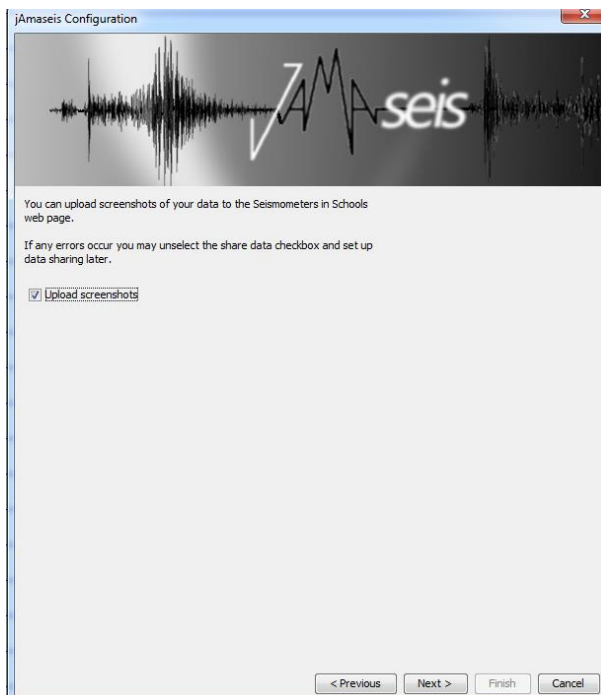 jAmaseis Configuration
jAMAseis
You can upload screenshots of your data to the Seismometers in Schools
web page.
If any errors occur you may unselect the share data checkbox and set up
data sharing later.
Upload screenshots
< Previous Next > Finish Cancel